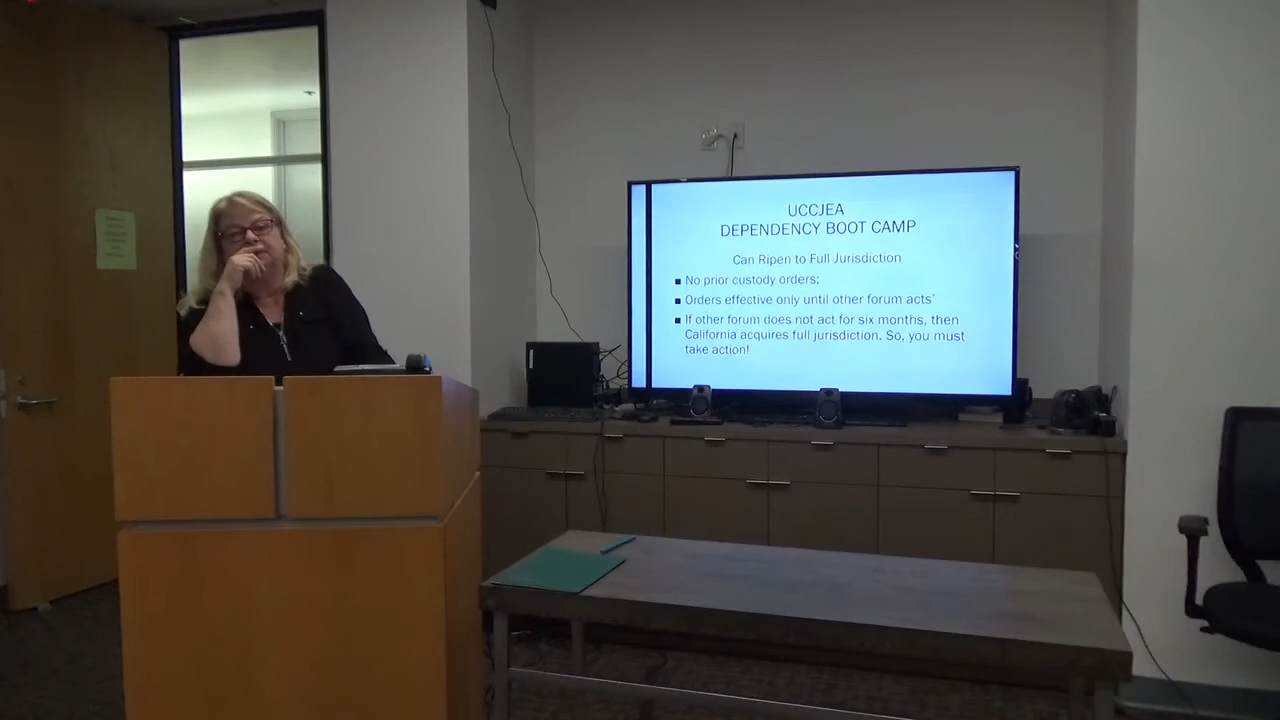 UCCJEA
DEPENDENCY BOOT CAMP
Can Ripen to Full Jurisdiction
■ No prior custody orders;
■ Orders effective only until other forum acts'
■ If other forum does not act for six months, then
California acquires full jurisdiction. So, you must
take action!